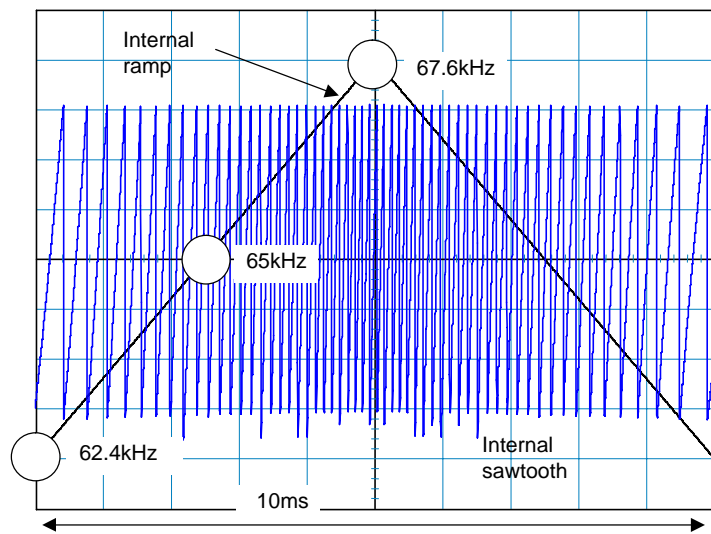 Internal
ramp
67.6kHz
65kHz
62.4kHz
Internal
sawtooth
10ms